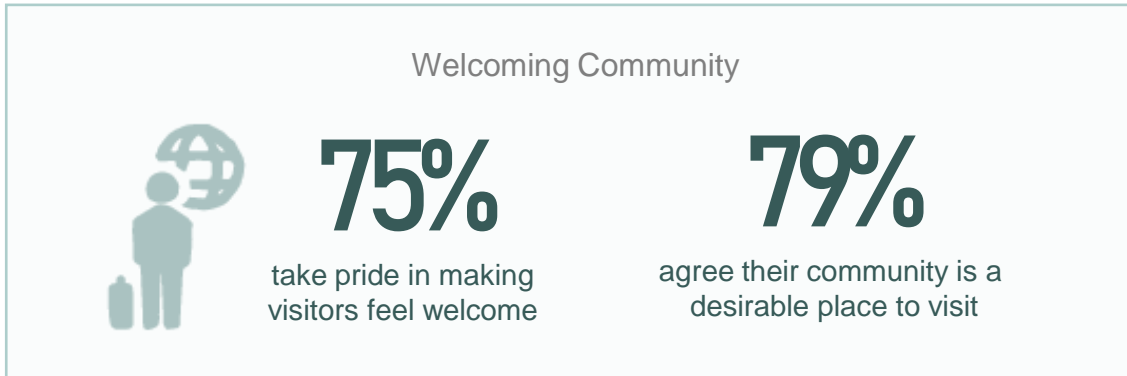 Welcoming Community
75%
take pride in making
visitors feel welcome
79%
agree their community is a
desirable place to visit